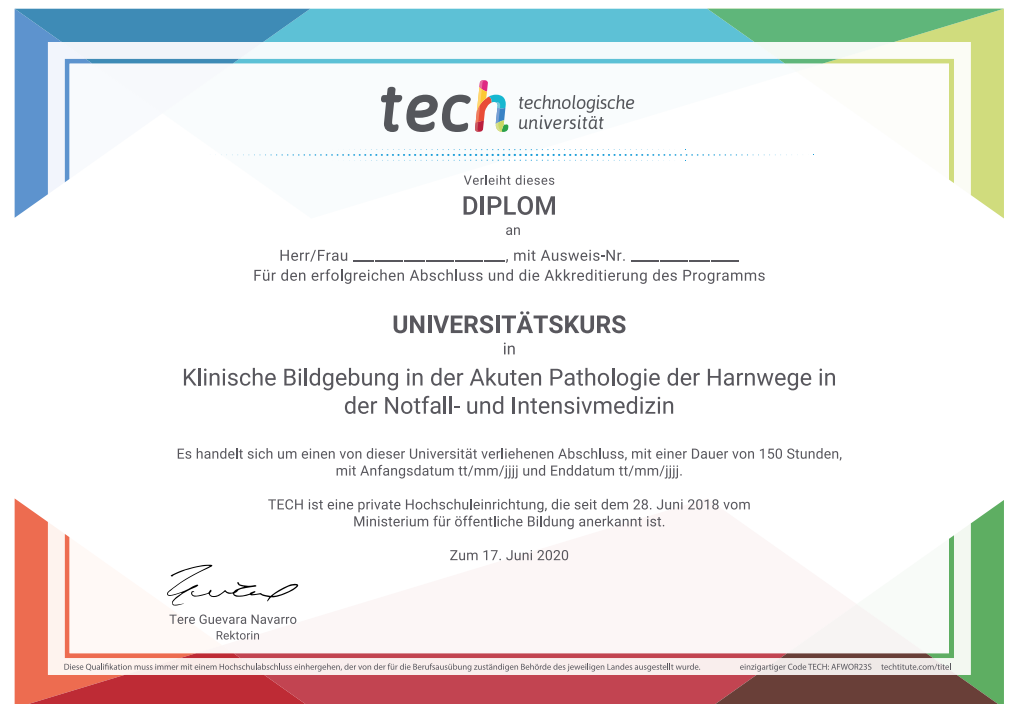 tech technologische
universität
Verleiht dieses
DIPLOM
an
Herr/Frau ________________, mit Ausweis-Nr. ___________
Für den erfolgreichen Abschluss und die Akkreditierung des Programms
UNIVERSITÄTSKURS
in
Klinische Bildgebung in der Akuten Pathologie der Harnwege in
der Notfall- und Intensivmedizin
Es handelt sich um einen von dieser Universität verliehenen Abschluss, mit einer Dauer von 150 Stunden,
mit Anfangsdatum tt/mm/jjjj und Enddatum tt/mm/jjjj.
TECH ist eine private Hochschuleinrichtung, die seit dem 28. Juni 2018 vom
Ministerium für öffentliche Bildung anerkannt ist.
Zum 17. Juni 2020
Tere Guevara Navarro
Rektorin
Diese Qualifikation muss immer mit einem Hochschulabschluss einhergehen, der von der für die Berufsausübung zuständigen Behörde des jeweiligen Landes ausgestellt wurde. einzigartiger Code TECH: AFWOR23S techtitute.com/titel